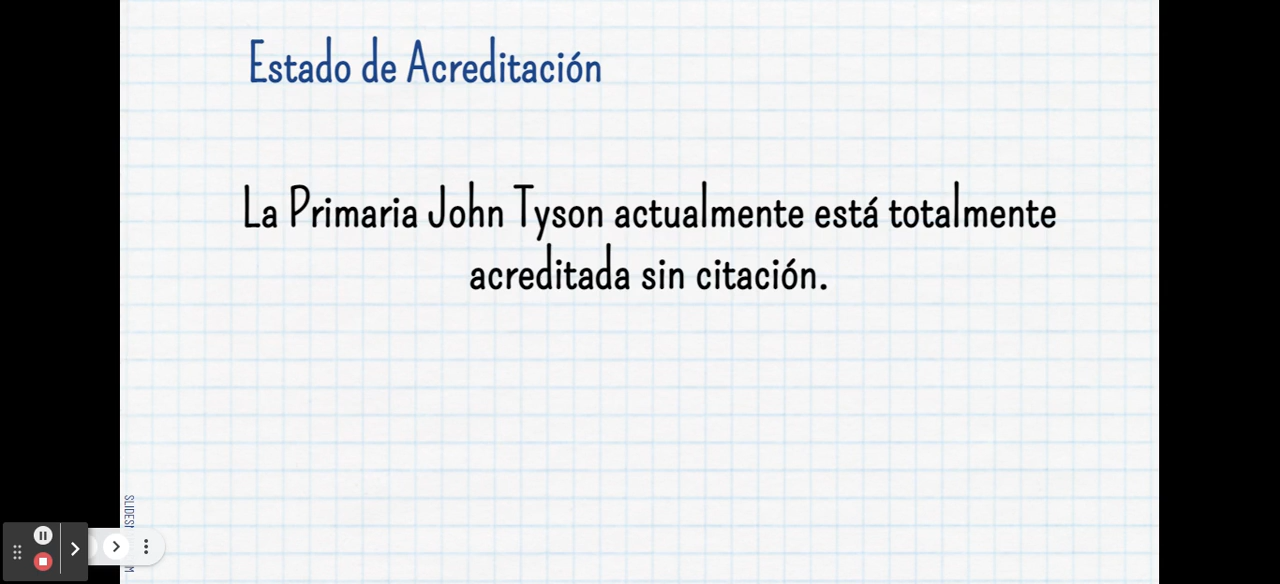 Estado de Acreditación
La Primaria John Tyson actualmente está totalmente
acreditada sin citación.